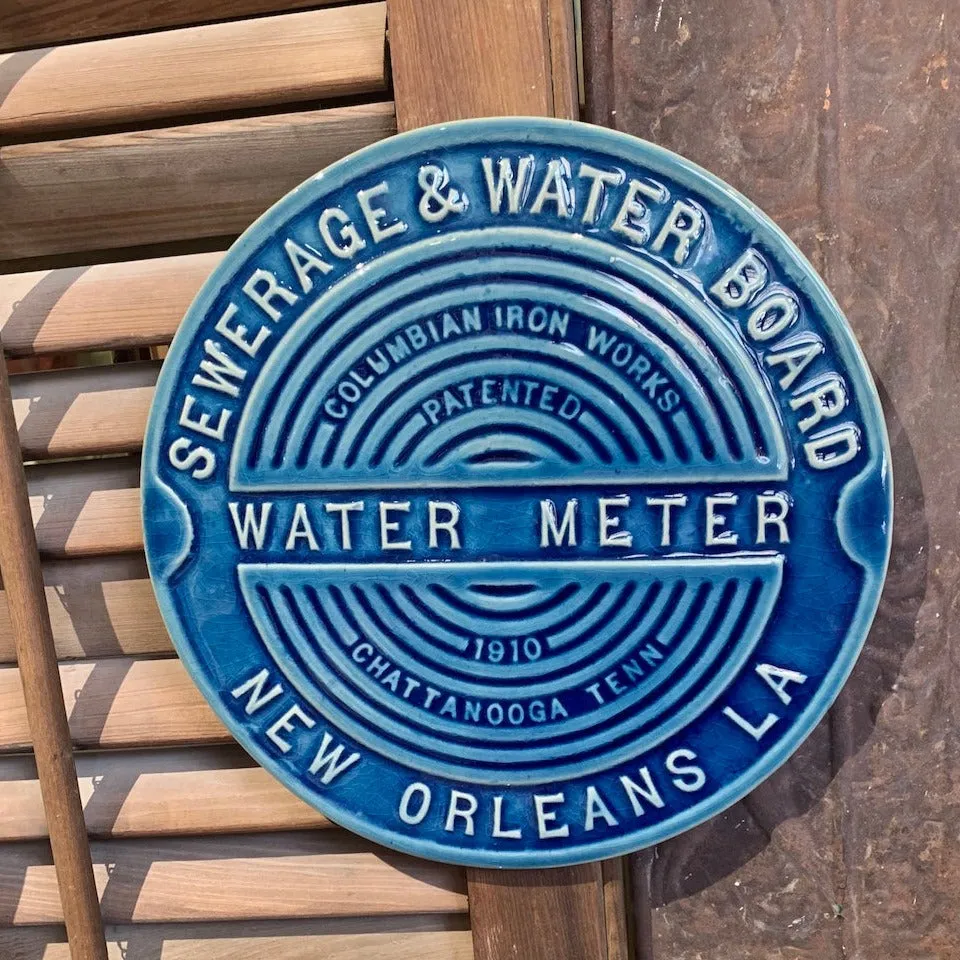 SEWERAGE & WATER BOARD
COLUMBIAN IRON WORKS
PATENTED
WATER METER
1910
CHATTANOOGA TENN
NEW ORLEANS LA